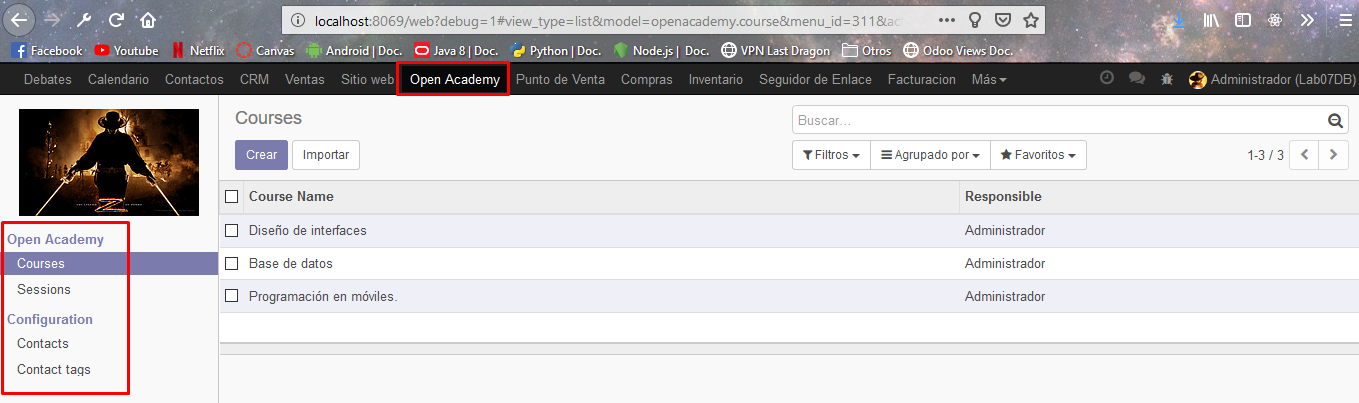 localhost:8069/web?debug=1#view_type=list&model=openacademy.course&menu_id=311&ac
Facebook YouTube Netflix Canvas Android | Doc. Java 8 | Doc. Python | Doc. Node.js | Doc. VPN Last Dragon Otros Odoo Views Doc.
Debates Calendario Contactos CRM Ventas Sitio web Open Academy Punto de Venta Compras Inventario Seguidor de Enlace Facturacion Más Administrador (Lab07DB)
Courses
Buscar...
Crear Importar Filtros Agrupado por Favoritos 1-3 / 3
Open Academy
Courses
Sessions
Configuration
Contacts
Contact tags
Course Name Responsible
Diseño de interfaces Administrador
Base de datos Administrador
Programación en móviles. Administrador